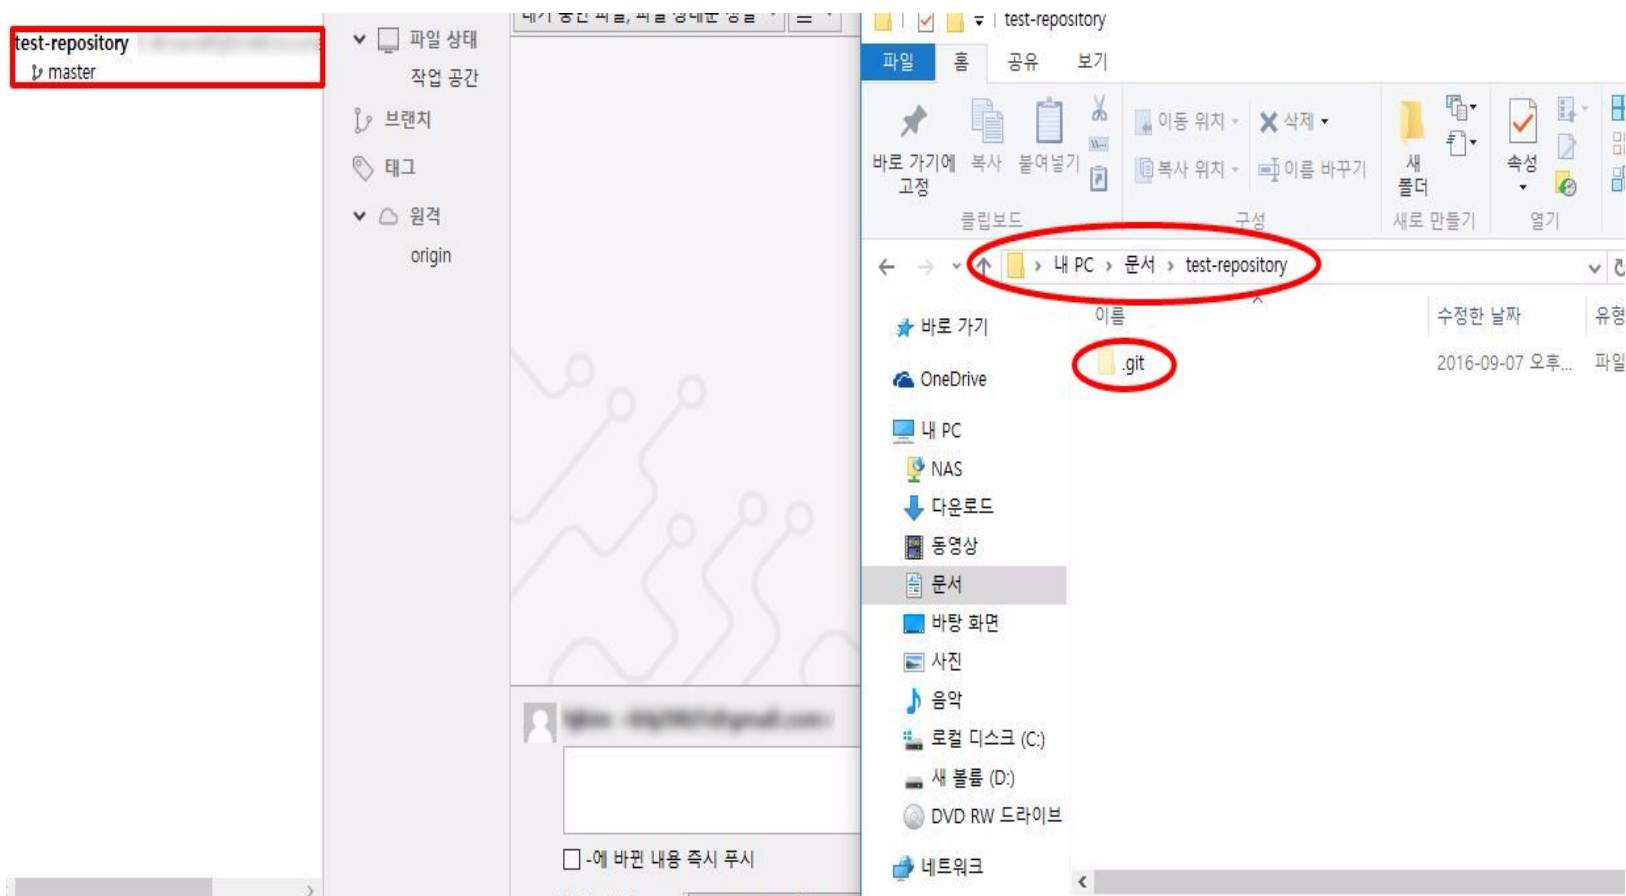 test-repository
master
파일 상태
작업 공간
브랜치
태그
원격
origin
-에 바뀐 내용 즉시 푸시
test-repository
파일 홈 공유 보기
바로 가기에
고정
복사
붙여넣기
이동 위치
복사 위치
삭제
이름 바꾸기
새
폴더
속성
클립보드 구성 새로 만들기 열기
내 PC › 문서 › test-repository
이름 수정한 날짜 유형
.git 2016-09-07 오후... 파일
바로 가기
OneDrive
내 PC
NAS
다운로드
동영상
문서
바탕 화면
사진
음악
로컬 디스크 (C:)
새 볼륨 (D:)
DVD RW 드라이브
네트워크